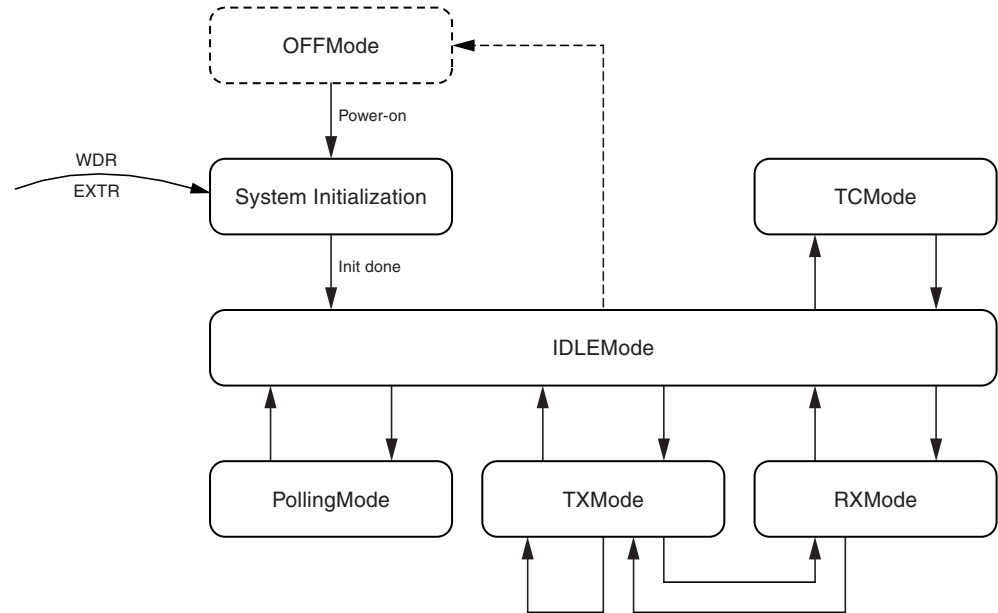 OFFMode
Power-on
WDR
EXTR
System Initialization
TCMode
Init done
IDLEMode
PollingMode
TXMode
RXMode